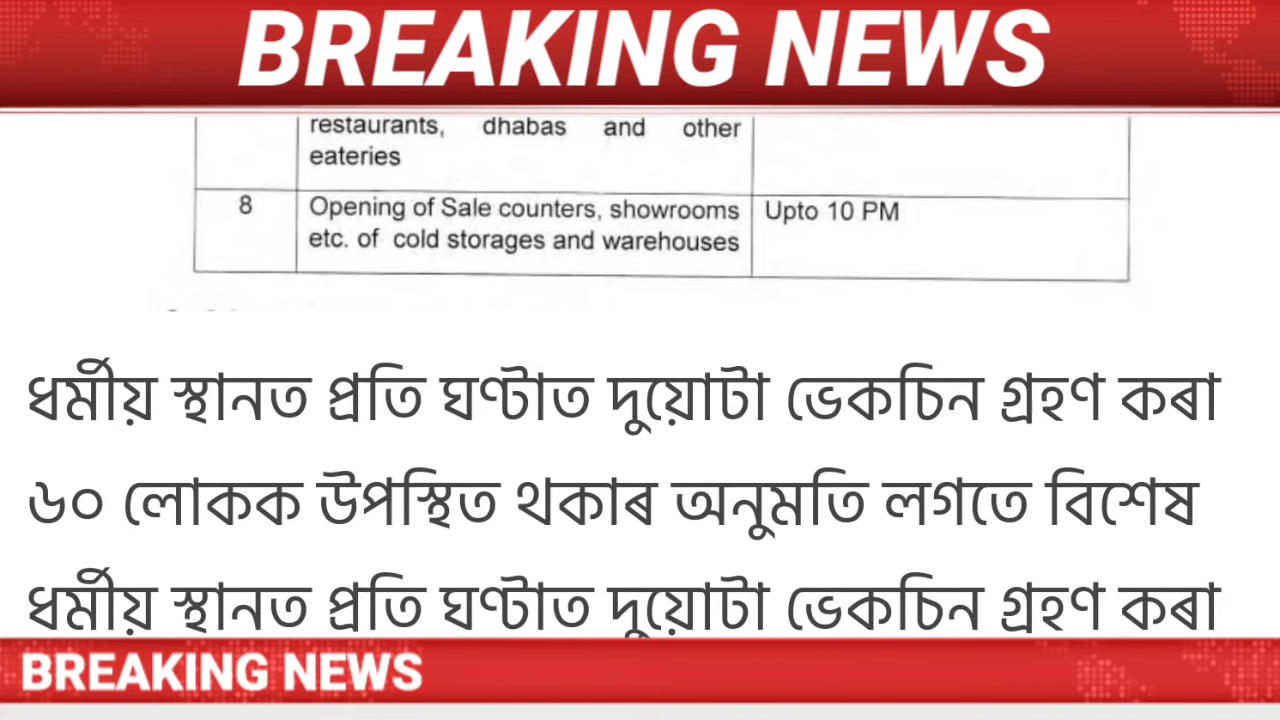 BREAKING NEWS
restaurants, dhabas and other
eateries
8 Opening of Sale counters, showrooms Upto 10 PM
etc. of cold storages and warehouses
ধৰ্মীয় স্থানত প্ৰতি ঘণ্টাত দুয়োটা ভেকচিন গ্ৰহণ কৰা
৬০ লোকক উপস্থিত থকাৰ অনুমতি লগতে বিশেষ
ধৰ্মীয় স্থানত প্ৰতি ঘণ্টাত দুয়োটা ভেকচিন গ্ৰহণ কৰা
BREAKING NEWS